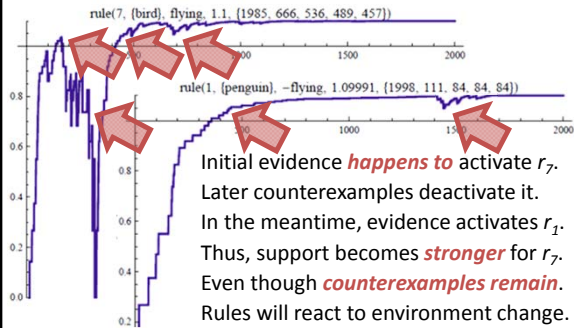 rule(7, {bird}, flying, 1.1, {1985, 666, 536, 489, 457})
1000
1500
2000
0.8
rule(1, {penguin}, −flying, 1.09991, {1998, 111, 84, 84, 84})
1000
1500
2000
0.8
0.6
0.4
0.2
0.0
0.4
0.2
Initial evidence happens to activate r7.
Later counterexamples deactivate it.
In the meantime, evidence activates r1.
Thus, support becomes stronger for r7.
Even though counterexamples remain.
Rules will react to environment change.